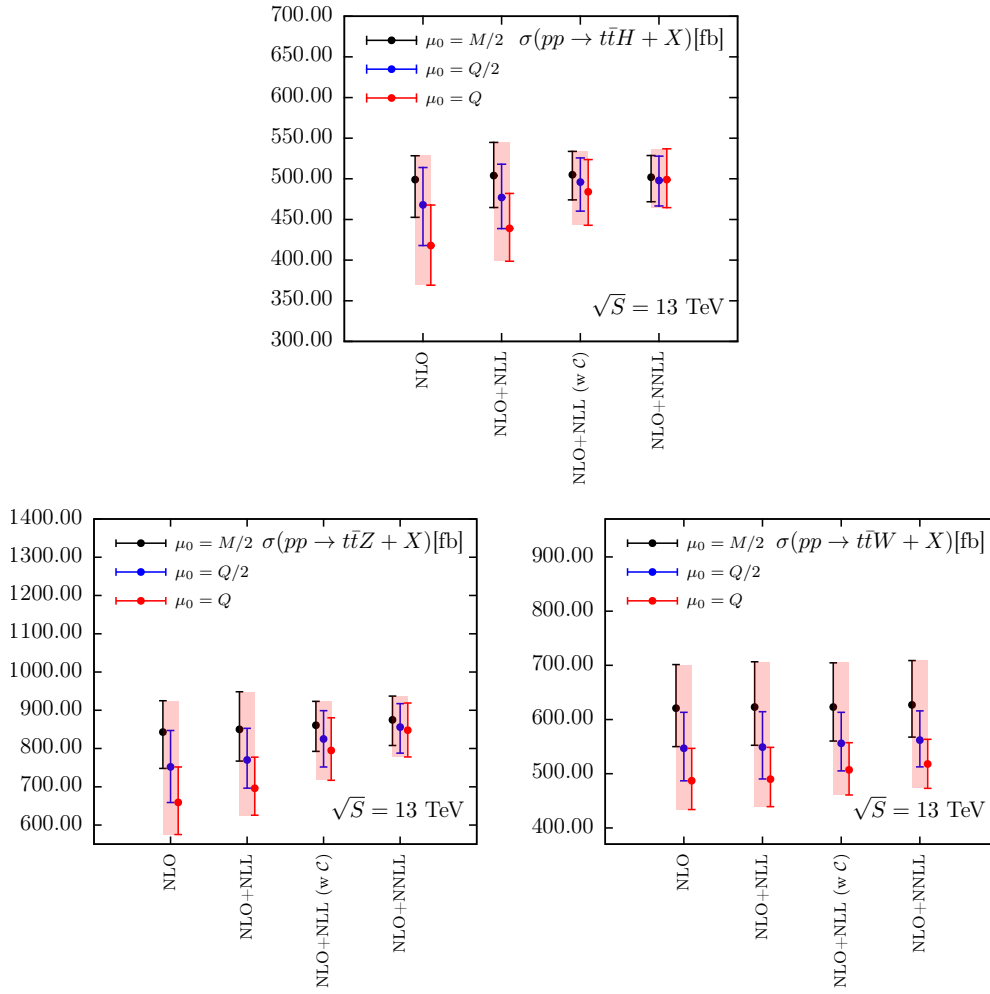 700.00
650.00
600.00
550.00
500.00
450.00
400.00
350.00
300.00
μ₀ = M/2 σ(pp → tt̄H + X)[fb]
μ₀ = Q/2
μ₀ = Q
√S = 13 TeV
NLO
NLO+NLL
NLO+NLL (w 𝒞)
NLO+NNLL
1400.00
1300.00
1200.00
1100.00
1000.00
900.00
800.00
700.00
600.00
μ₀ = M/2 σ(pp → tt̄Z + X)[fb]
μ₀ = Q/2
μ₀ = Q
√S = 13 TeV
NLO
NLO+NLL
NLO+NLL (w 𝒞)
NLO+NNLL
900.00
800.00
700.00
600.00
500.00
400.00
μ₀ = M/2 σ(pp → tt̄W + X)[fb]
μ₀ = Q/2
μ₀ = Q
√S = 13 TeV
NLO
NLO+NLL
NLO+NLL (w 𝒞)
NLO+NNLL